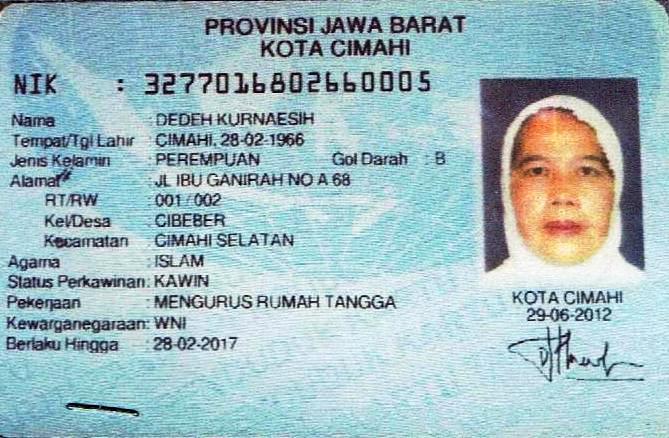 PROVINSI JAWA BARAT
KOTA CIMAHI
NIK : 3277016802660005
Nama : DEDEH KURNAESIH
Tempat/Tgl Lahir : CIMAHI, 28-02-1966
Jenis Kelamin : PEREMPUAN Gol Darah : B
Alamat : JL IBU GANIRAH NO A 68
RT/RW : 001 / 002
Kel/Desa : CIBEBER
Kecamatan : CIMAHI SELATAN
Agama : ISLAM
Status Perkawinan: KAWIN
Pekerjaan : MENGURUS RUMAH TANGGA
Kewarganegaraan: WNI
Berlaku Hingga : 28-02-2017
KOTA CIMAHI
29-06-2012